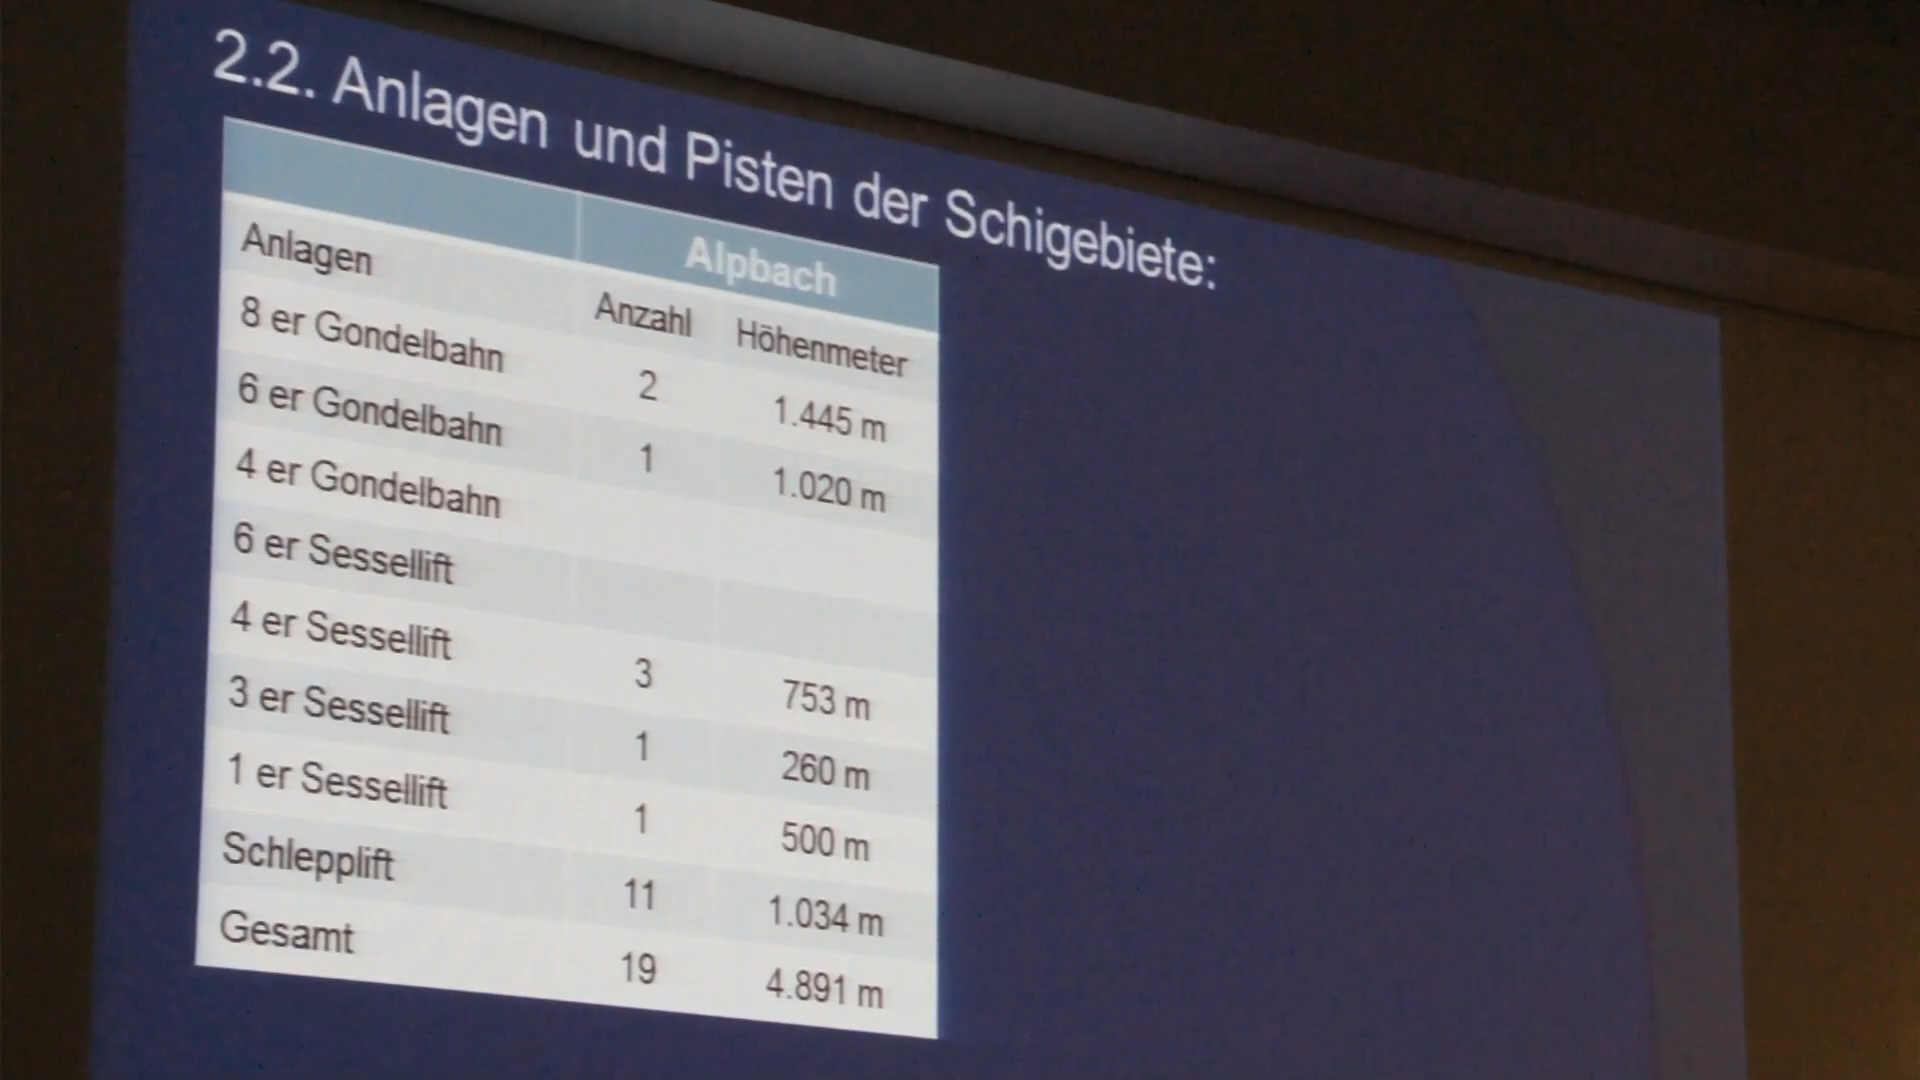 2.2. Anlagen und Pisten der Schigebiete:
Alpbach
Anlagen Anzahl Höhenmeter
8 er Gondelbahn 2 1.445 m
6 er Gondelbahn 1 1.020 m
4 er Gondelbahn
6 er Sessellift
4 er Sessellift 3 753 m
3 er Sessellift 1 260 m
1 er Sessellift 1 500 m
Schlepplift 11 1.034 m
Gesamt 19 4.891 m